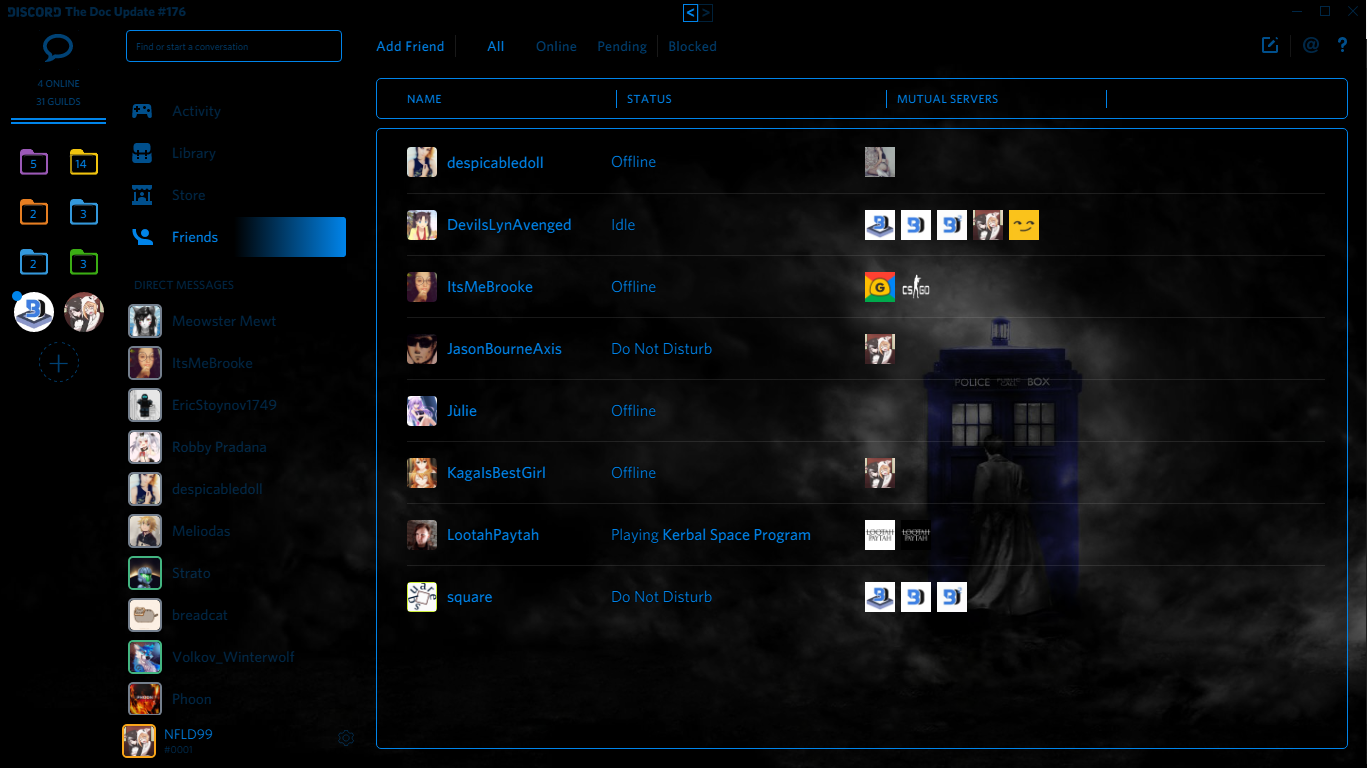 DISCORD The Doc Update #176
< >
4 ONLINE
31 GUILDS
5
14
2
3
2
3
Find or start a conversation
Activity
Library
Store
Friends
DIRECT MESSAGES
Meowster Mewt
ItsMeBrooke
EricStoynov1749
Robby Pradana
despicabledoll
Meliodas
Strato
breadcat
Volkov_Winterwolf
Phoon
NFLD99
#0001
Add Friend All Online Pending Blocked
@ ?
NAME STATUS MUTUAL SERVERS
despicabledoll Offline
DevilsLynAvenged Idle
ItsMeBrooke Offline G CS GO
JasonBourneAxis Do Not Disturb
POLICE PUBLIC CALL BOX
Jùlie Offline
KagaIsBestGirl Offline
LootahPaytah Playing Kerbal Space Program LOOTAH PAYTAH LOOTAH PAYTAH
square Do Not Disturb